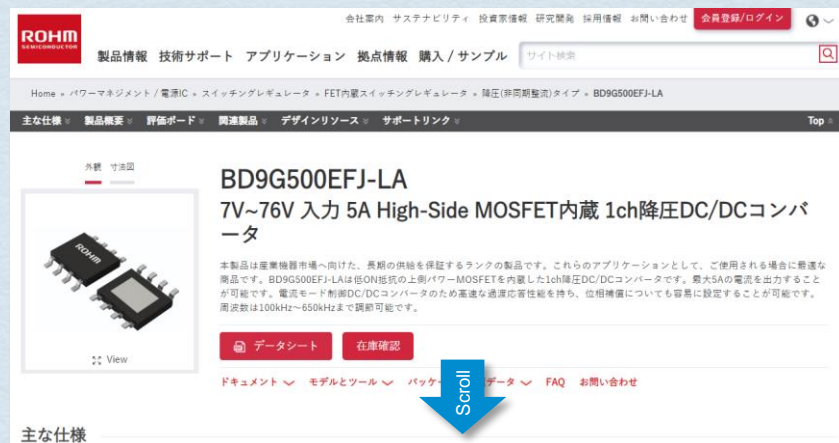 会社案内 サステナビリティ 投資家情報 研究開発 採用情報 お問い合わせ 会員登録/ログイン
ROHM
SEMICONDUCTOR
製品情報 技術サポート アプリケーション 拠点情報 購入 / サンプル サイト検索
Home » パワーマネジメント / 電源IC » スイッチングレギュレータ » FET内蔵スイッチングレギュレータ » 降圧(非同期整流)タイプ » BD9G500EFJ-LA
主な仕様 製品概要 評価ボード 関連製品 デザインリソース サポートリンク Top
外観 寸法図
BD9G500EFJ-LA
7V~76V 入力 5A High-Side MOSFET内蔵 1ch降圧DC/DCコンバ
ータ
本製品は産業機器市場へ向けた、長期の供給を保証するランクの製品です。これらのアプリケーションとして、ご使用される場合に最適な
商品です。BD9G500EFJ-LAは低ON抵抗の上側パワーMOSFETを内蔵した1ch降圧DC/DCコンバータです。最大5Aの電流を出力すること
が可能です。電流モード制御DC/DCコンバータのため高速な過渡応答性能を持ち、位相補償についても容易に設定することが可能です。
周波数は100kHz～650kHzまで調節可能です。
ROHM
View
データシート 在庫確認
ドキュメント モデルとツール パッケ データ FAQ お問い合わせ
Scroll
主な仕様